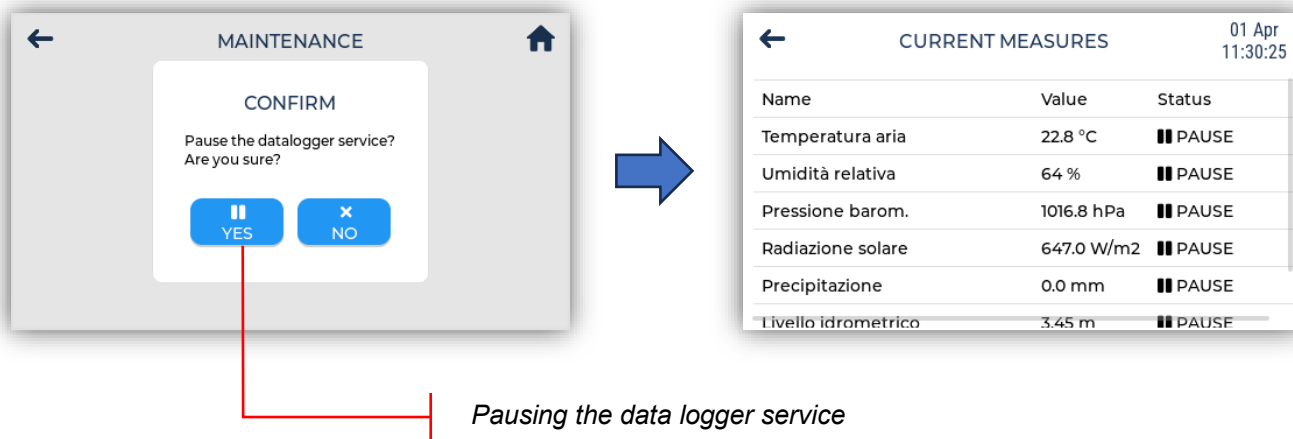 MAINTENANCE
CONFIRM
Pause the datalogger service?
Are you sure?
YES
NO
CURRENT MEASURES
01 Apr
11:30:25
Name Value Status
Temperatura aria 22.8 °C PAUSE
Umidità relativa 64 % PAUSE
Pressione barom. 1016.8 hPa PAUSE
Radiazione solare 647.0 W/m2 PAUSE
Precipitazione 0.0 mm PAUSE
Livello idrometrico 3.45 m PAUSE
Pausing the data logger service